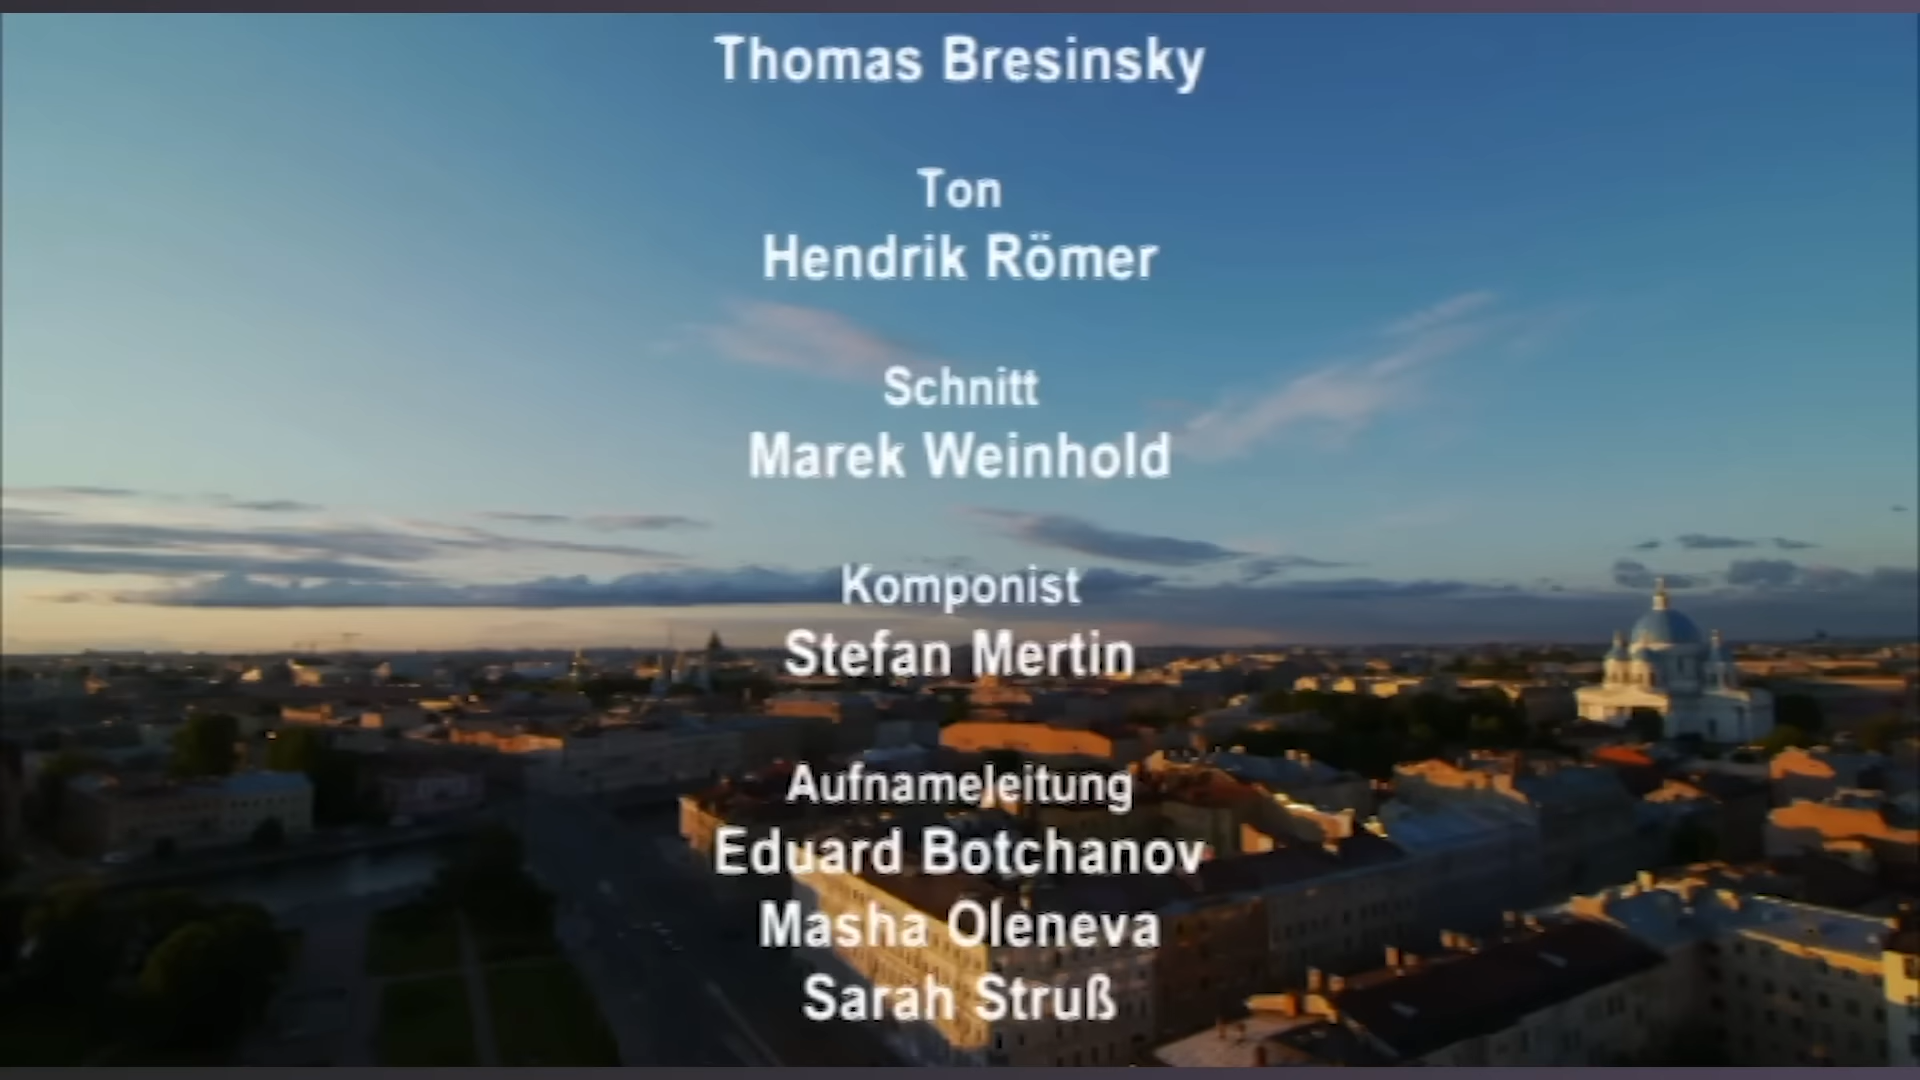 Thomas Bresinsky
Ton
Hendrik Römer
Schnitt
Marek Weinhold
Komponist
Stefan Mertin
Aufnameleitung
Eduard Botchanov
Masha Oleneva
Sarah Struß